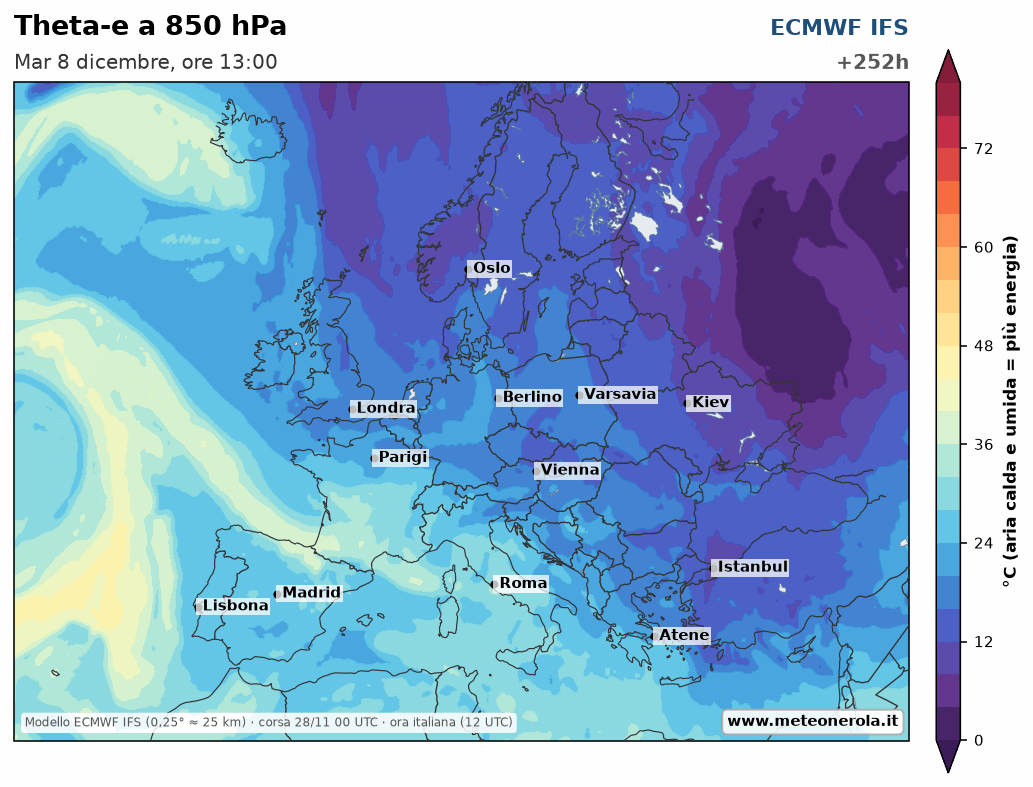 Theta-e a 850 hPa
ECMWF IFS
Mar 8 dicembre, ore 13:00
+252h
72
60
48
36
24
12
0
°C (aria calda e umida = più energia)
Oslo
Londra
Berlino
Varsavia
Kiev
Parigi
Vienna
Istanbul
Roma
Madrid
Lisbona
Atene
Modello ECMWF IFS (0,25° ≈ 25 km) · corsa 28/11 00 UTC · ora italiana (12 UTC)
www.meteonerola.it